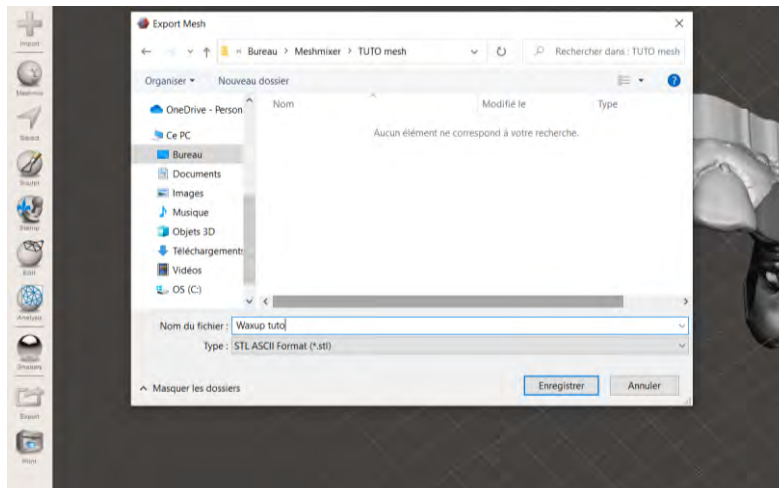 Export Mesh
Import
« Bureau > Meshmixer > TUTO mesh
Rechercher dans : TUTO mesh
Organiser
Nouveau dossier
Meshmix
Nom
Modifié le
Type
OneDrive - Person
Aucun élément ne correspond à votre recherche.
Ce PC
Select
Bureau
Documents
Sculpt
Images
Musique
Stamp
Objets 3D
Téléchargements
Edit
Vidéos
OS (C:)
Analysis
Nom du fichier : Waxup tuto
Type : STL ASCII Format (*.stl)
Shaders
Masquer les dossiers
Enregistrer
Annuler
Export
Print